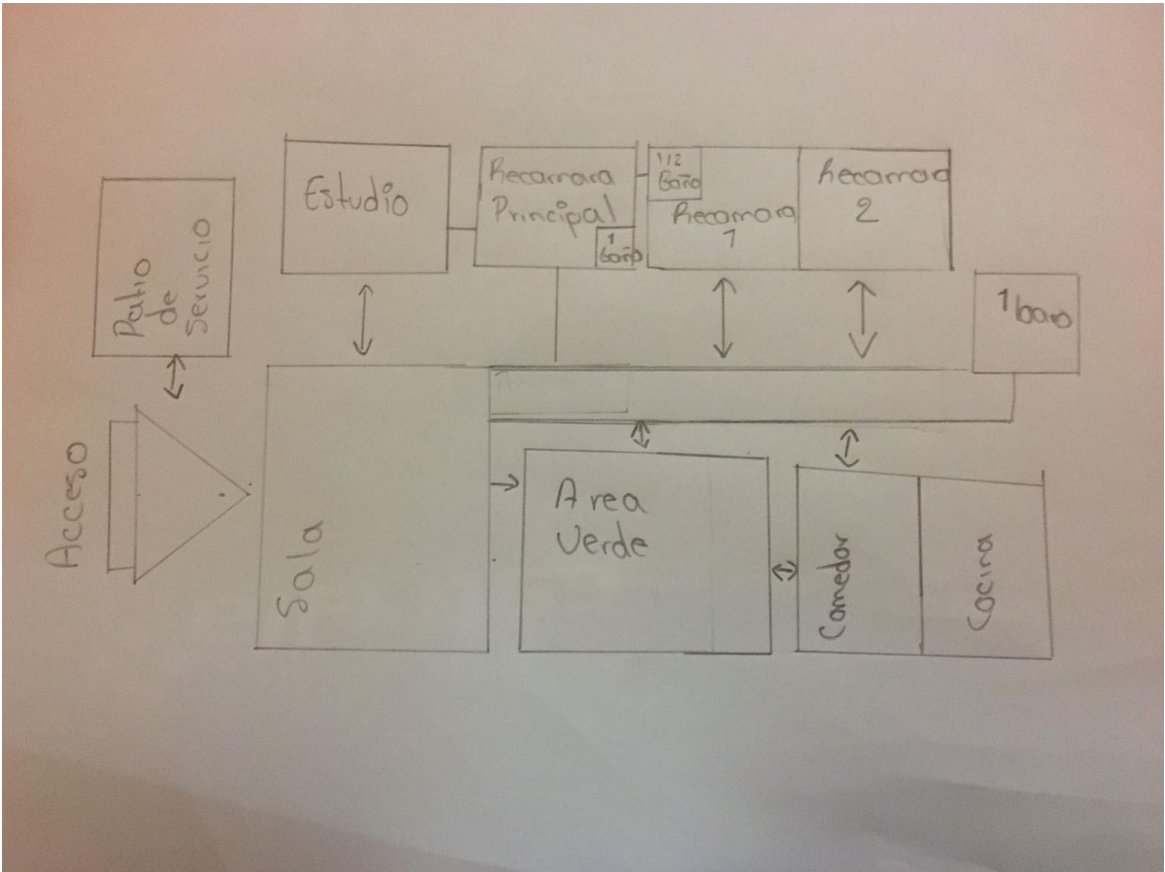 Estudio
Recamara
Principal
1
baño
1/2
Baño
Recamara
1
Recamraa
2
Patio
de
Servicio
1 baño
Acceso
Sala
Area
Verde
Comedor
Cocina